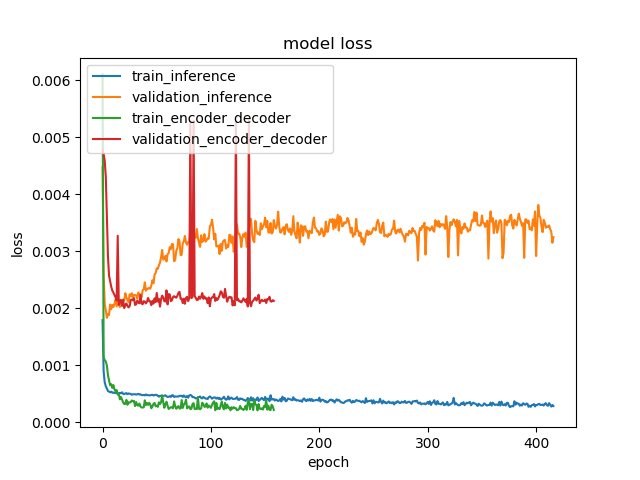 model loss
train_inference
validation_inference
train_encoder_decoder
validation_encoder_decoder
0.006
0.005
0.004
0.003
0.002
0.001
0.000
loss
0
100
200
300
400
epoch